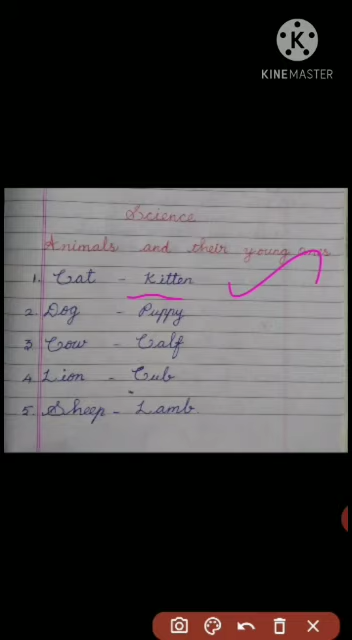 K
KINEMASTER
Science
Animals and their young ones
1. Cat - Kitten
2. Dog - Puppy
3 Cow - Calf
4. Lion - Cub
5. Sheep - Lamb